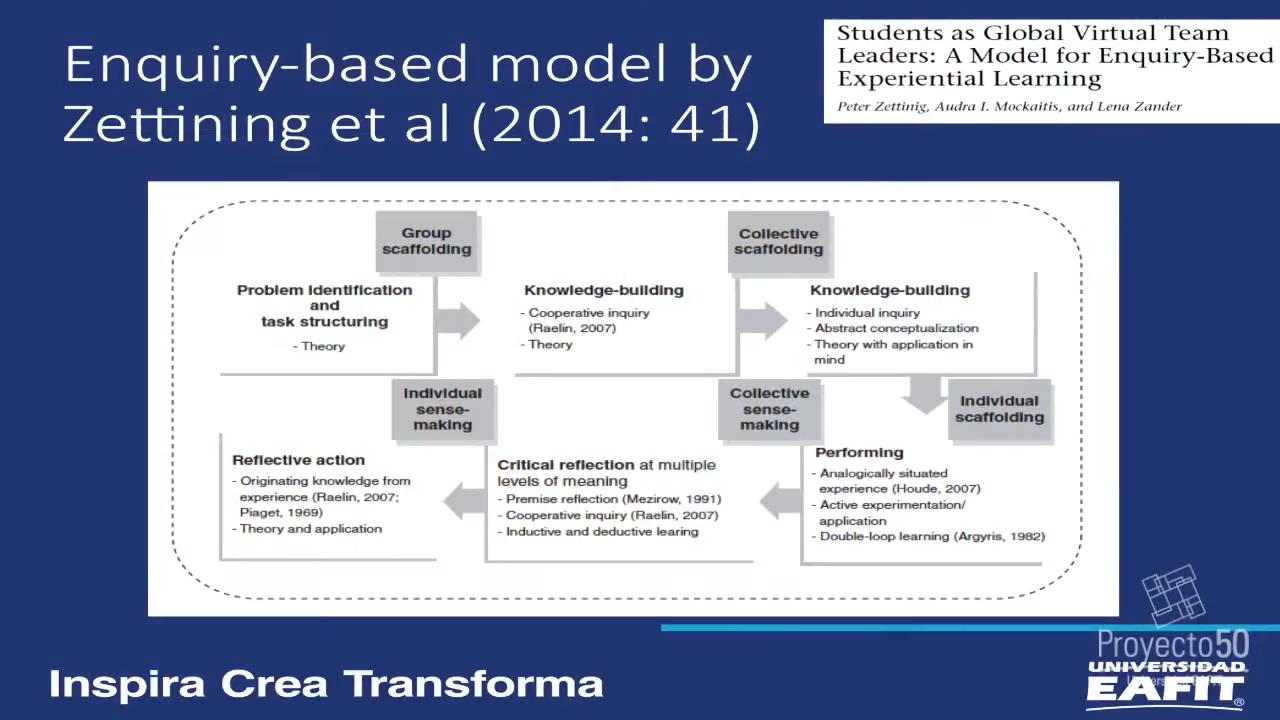 Enquiry-based model by
Zettining et al (2014: 41)
Students as Global Virtual Team
Leaders: A Model for Enquiry-Based
Experiential Learning
Peter Zettinig, Audra I. Mockaitis, and Lena Zander
Group
scaffolding
Collective
scaffolding
Problem identification
and
task structuring
- Theory
Knowledge-building
- Cooperative inquiry
(Raelin, 2007)
- Theory
Knowledge-building
- Individual inquiry
- Abstract conceptualization
- Theory with application in
mind
Individual
scaffolding
Performing
- Analogically situated
experience (Houde, 2007)
- Active experimentation/
application
- Double-loop learning (Argyris, 1982)
Collective
sense-
making
Critical reflection at multiple
levels of meaning
- Premise reflection (Mezirow, 1991)
- Cooperative inquiry (Raelin, 2007)
- Inductive and deductive learing
Individual
sense-
making
Reflective action
- Originating knowledge from
experience (Raelin, 2007;
Piaget, 1969)
- Theory and application
Inspira Crea Transforma
Proyecto50
UNIVERSIDAD
EAFIT®